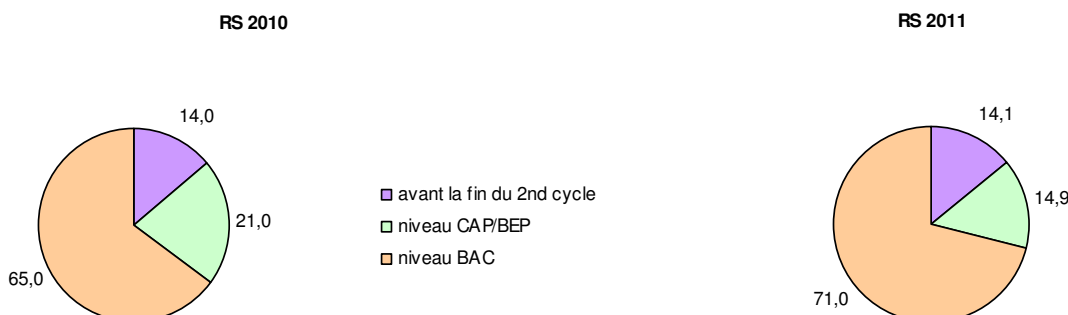 RS 2010
14,0
21,0
65,0
avant la fin du 2nd cycle
niveau CAP/BEP
niveau BAC
RS 2011
14,1
14,9
71,0